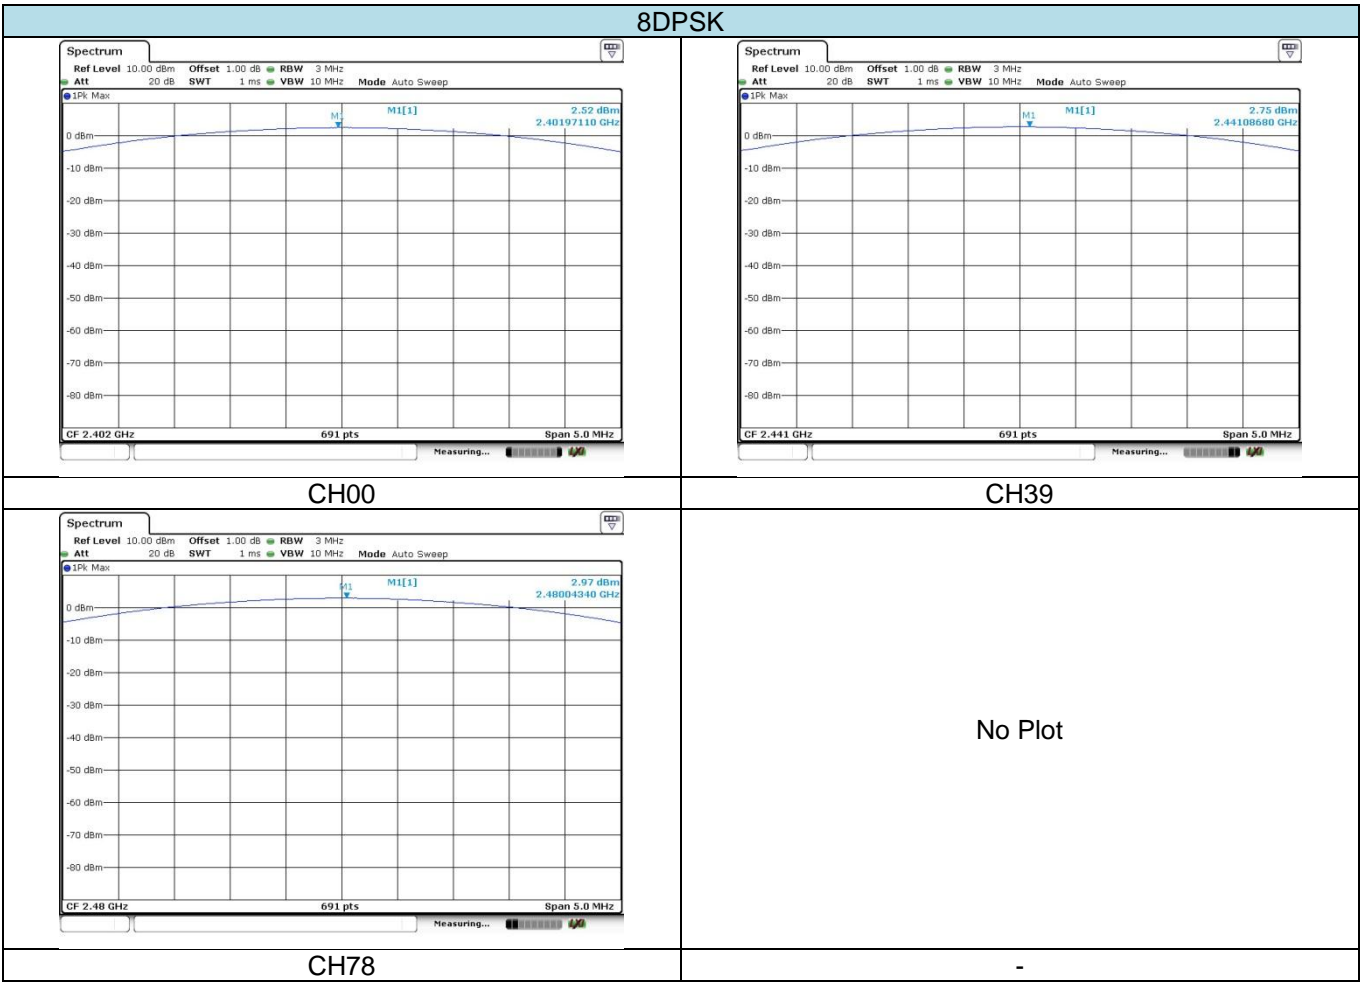 8DPSK
Spectrum
Ref Level 10.00 dBm Offset 1.00 dB RBW 3 MHz
Att 20 dB SWT 1 ms VBW 10 MHz Mode Auto Sweep
1Pk Max
M1[1] 2.52 dBm
2.40197110 GHz
M1
0 dBm
-10 dBm
-20 dBm
-30 dBm
-40 dBm
-50 dBm
-60 dBm
-70 dBm
-80 dBm
CF 2.402 GHz 691 pts Span 5.0 MHz
Measuring...
CH00
Spectrum
Ref Level 10.00 dBm Offset 1.00 dB RBW 3 MHz
Att 20 dB SWT 1 ms VBW 10 MHz Mode Auto Sweep
1Pk Max
M1[1] 2.75 dBm
2.44108680 GHz
M1
0 dBm
-10 dBm
-20 dBm
-30 dBm
-40 dBm
-50 dBm
-60 dBm
-70 dBm
-80 dBm
CF 2.441 GHz 691 pts Span 5.0 MHz
Measuring...
CH39
Spectrum
Ref Level 10.00 dBm Offset 1.00 dB RBW 3 MHz
Att 20 dB SWT 1 ms VBW 10 MHz Mode Auto Sweep
1Pk Max
M1[1] 2.97 dBm
2.48004340 GHz
M1
0 dBm
-10 dBm
-20 dBm
-30 dBm
-40 dBm
-50 dBm
-60 dBm
-70 dBm
-80 dBm
CF 2.48 GHz 691 pts Span 5.0 MHz
Measuring...
CH78
No Plot
-